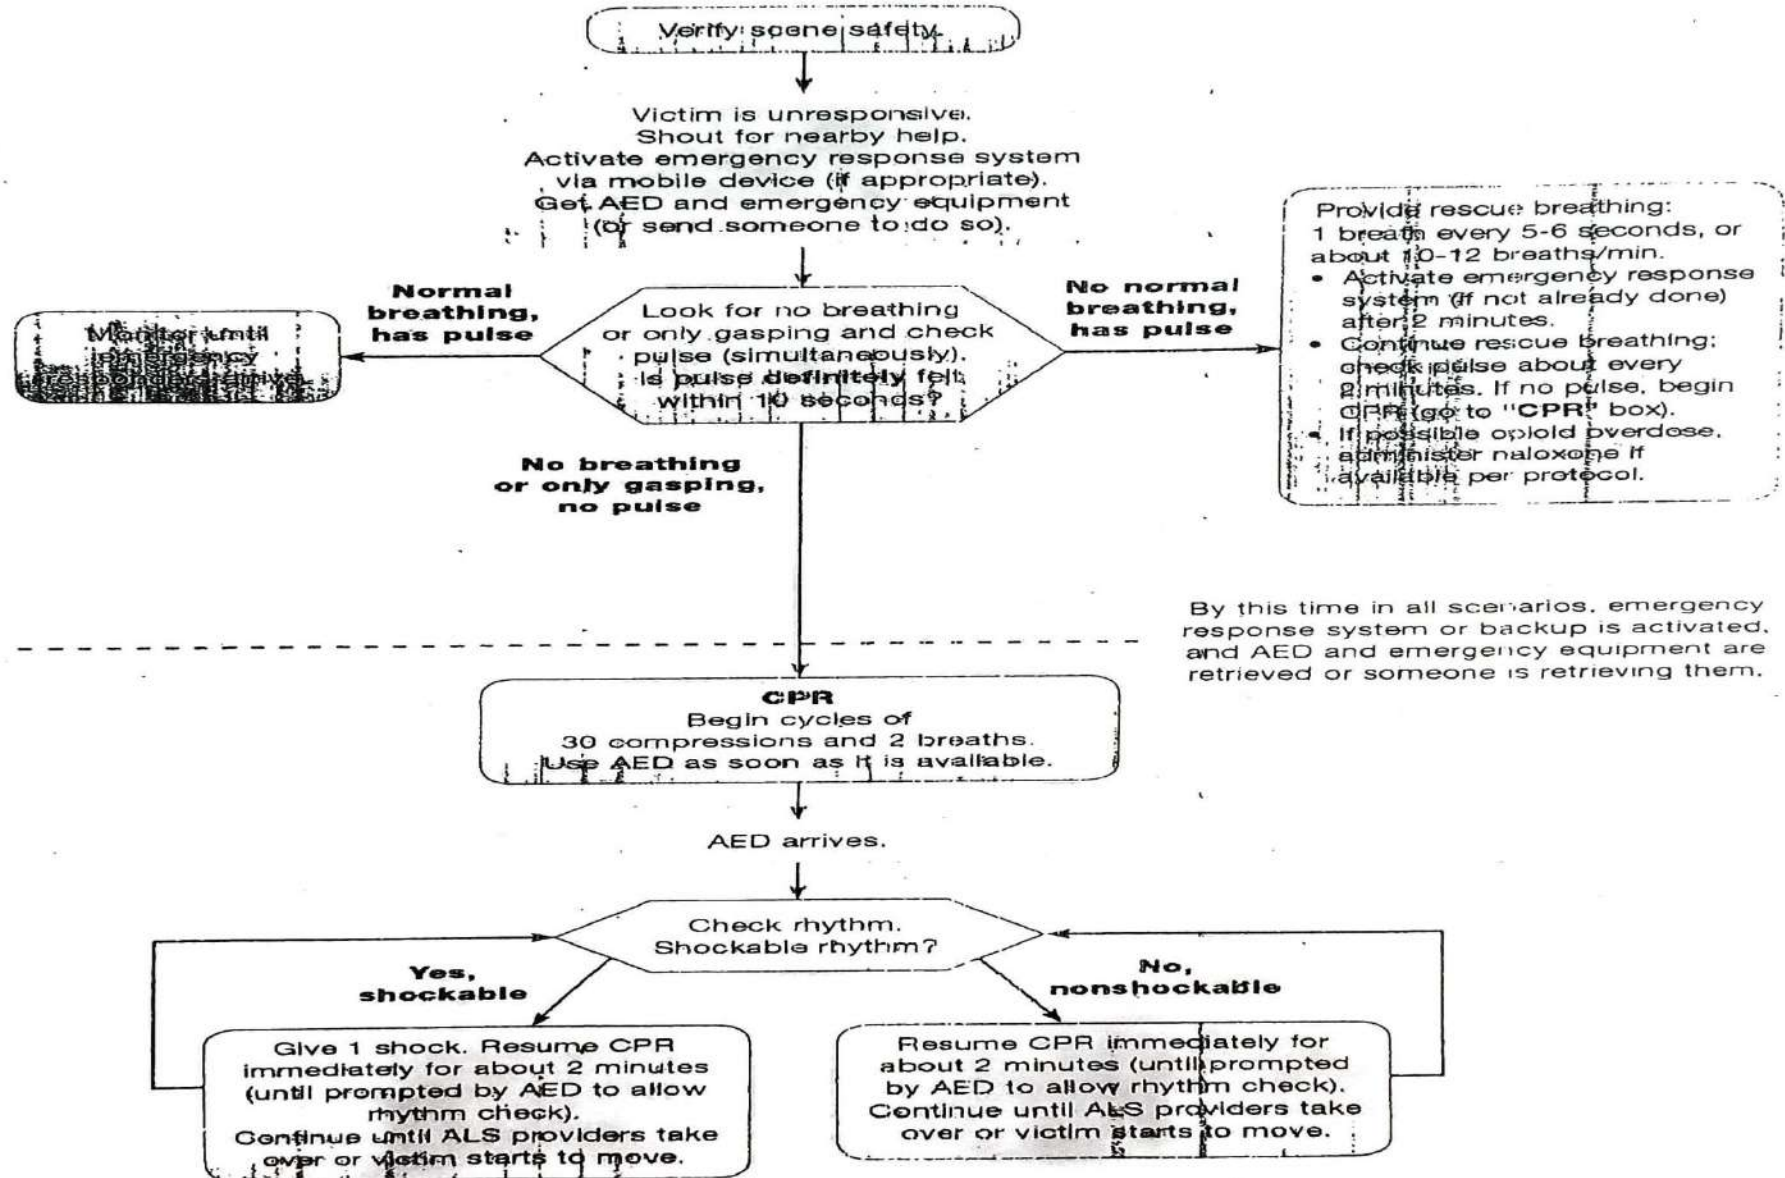 Verify scene safety.
Victim is unresponsive.
Shout for nearby help.
Activate emergency response system
via mobile device (if appropriate).
Get AED and emergency equipment
(or send someone to do so).
Normal
breathing,
has pulse
Look for no breathing
or only gasping and check
pulse (simultaneously).
Is pulse definitely felt
within 10 seconds?
No normal
breathing,
has pulse
Monitor until
emergency
responders arrive.
Provide rescue breathing:
1 breath every 5-6 seconds, or
about 10-12 breaths/min.
• Activate emergency response
system (if not already done)
after 2 minutes.
• Continue rescue breathing;
check pulse about every
2 minutes. If no pulse, begin
CPR (go to "CPR" box).
• If possible opioid overdose,
administer naloxone if
available per protocol.
No breathing
or only gasping,
no pulse
By this time in all scenarios, emergency
response system or backup is activated,
and AED and emergency equipment are
retrieved or someone is retrieving them.
CPR
Begin cycles of
30 compressions and 2 breaths.
Use AED as soon as it is available.
AED arrives.
Check rhythm.
Shockable rhythm?
Yes,
shockable
No,
nonshockable
Give 1 shock. Resume CPR
immediately for about 2 minutes
(until prompted by AED to allow
rhythm check).
Continue until ALS providers take
over or victim starts to move.
Resume CPR immediately for
about 2 minutes (until prompted
by AED to allow rhythm check).
Continue until ALS providers take
over or victim starts to move.